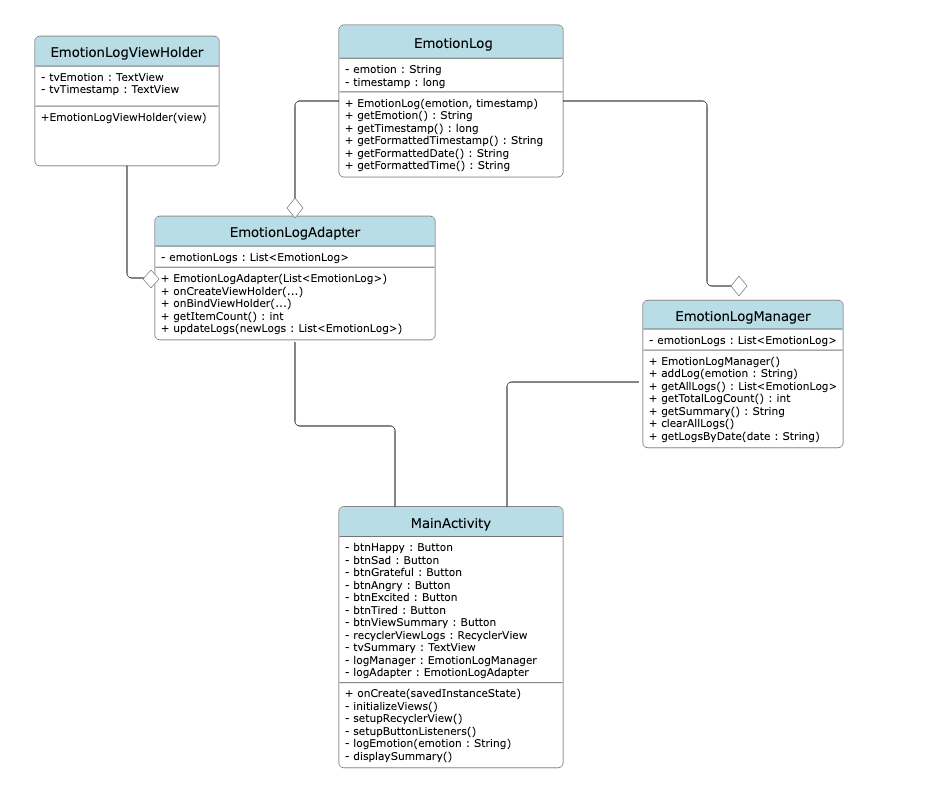 EmotionLogViewHolder
- tvEmotion : TextView
- tvTimestamp : TextView
+EmotionLogViewHolder(view)
EmotionLog
- emotion : String
- timestamp : long
+ EmotionLog(emotion, timestamp)
+ getEmotion() : String
+ getTimestamp() : long
+ getFormattedTimestamp() : String
+ getFormattedDate() : String
+ getFormattedTime() : String
EmotionLogAdapter
- emotionLogs : List<EmotionLog>
+ EmotionLogAdapter(List<EmotionLog>)
+ onCreateViewHolder(...)
+ onBindViewHolder(...)
+ getItemCount() : int
+ updateLogs(newLogs : List<EmotionLog>)
EmotionLogManager
- emotionLogs : List<EmotionLog>
+ EmotionLogManager()
+ addLog(emotion : String)
+ getAllLogs() : List<EmotionLog>
+ getTotalLogCount() : int
+ getSummary() : String
+ clearAllLogs()
+ getLogsByDate(date : String)
MainActivity
- btnHappy : Button
- btnSad : Button
- btnGrateful : Button
- btnAngry : Button
- btnExcited : Button
- btnTired : Button
- btnViewSummary : Button
- recyclerViewLogs : RecyclerView
- tvSummary : TextView
- logManager : EmotionLogManager
- logAdapter : EmotionLogAdapter
+ onCreate(savedInstanceState)
- initializeViews()
- setupRecyclerView()
- setupButtonListeners()
- logEmotion(emotion : String)
- displaySummary()